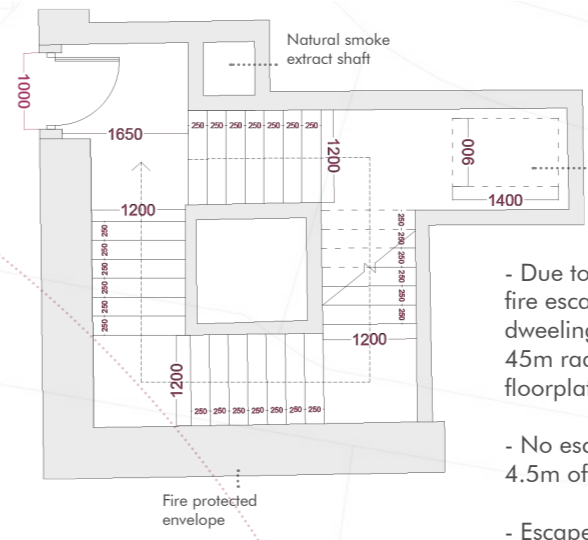 Natural smoke
extract shaft
1000
1650
250 250 250 250 250 250 250
1200
900
1400
1200
250 250 250 250 250 250
250 250 250 250 250 250
1200
1200
250 250 250 250 250 250 250
Fire protected
envelope
- Due to
fire esca
dweeling
45m rad
floorplat
- No esc
4.5m of
- Escape